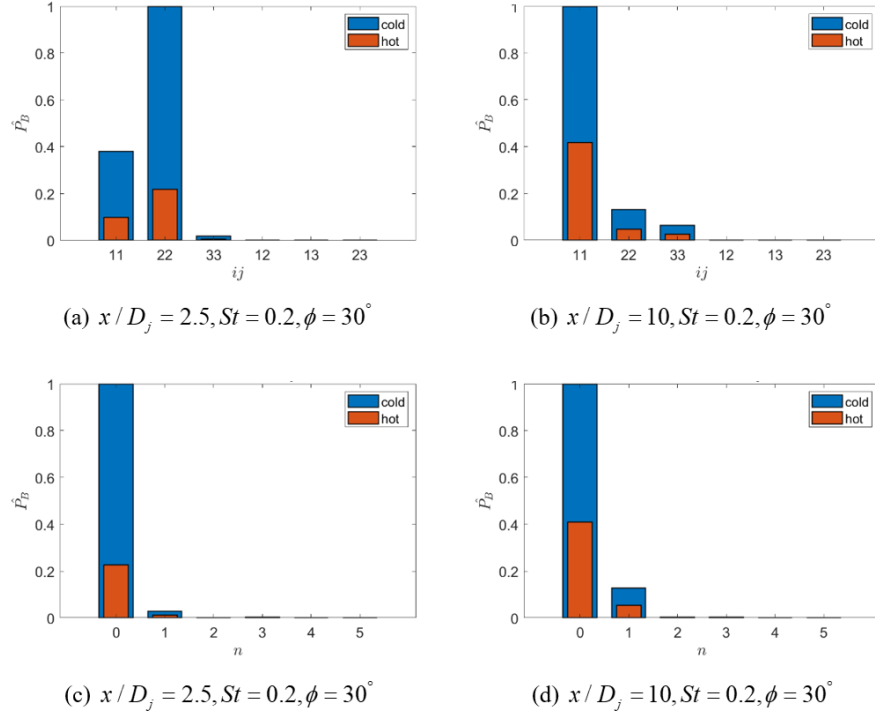 1
0.8
0.6
0.4
0.2
0
P̂_B
cold
hot
11 22 33 12 13 23
ij
(a) x / D_j = 2.5, St = 0.2, ϕ = 30°
1
0.8
0.6
0.4
0.2
0
P̂_B
cold
hot
11 22 33 12 13 23
ij
(b) x / D_j = 10, St = 0.2, ϕ = 30°
1
0.8
0.6
0.4
0.2
0
P̂_B
cold
hot
0 1 2 3 4 5
n
(c) x / D_j = 2.5, St = 0.2, ϕ = 30°
1
0.8
0.6
0.4
0.2
0
P̂_B
cold
hot
0 1 2 3 4 5
n
(d) x / D_j = 10, St = 0.2, ϕ = 30°